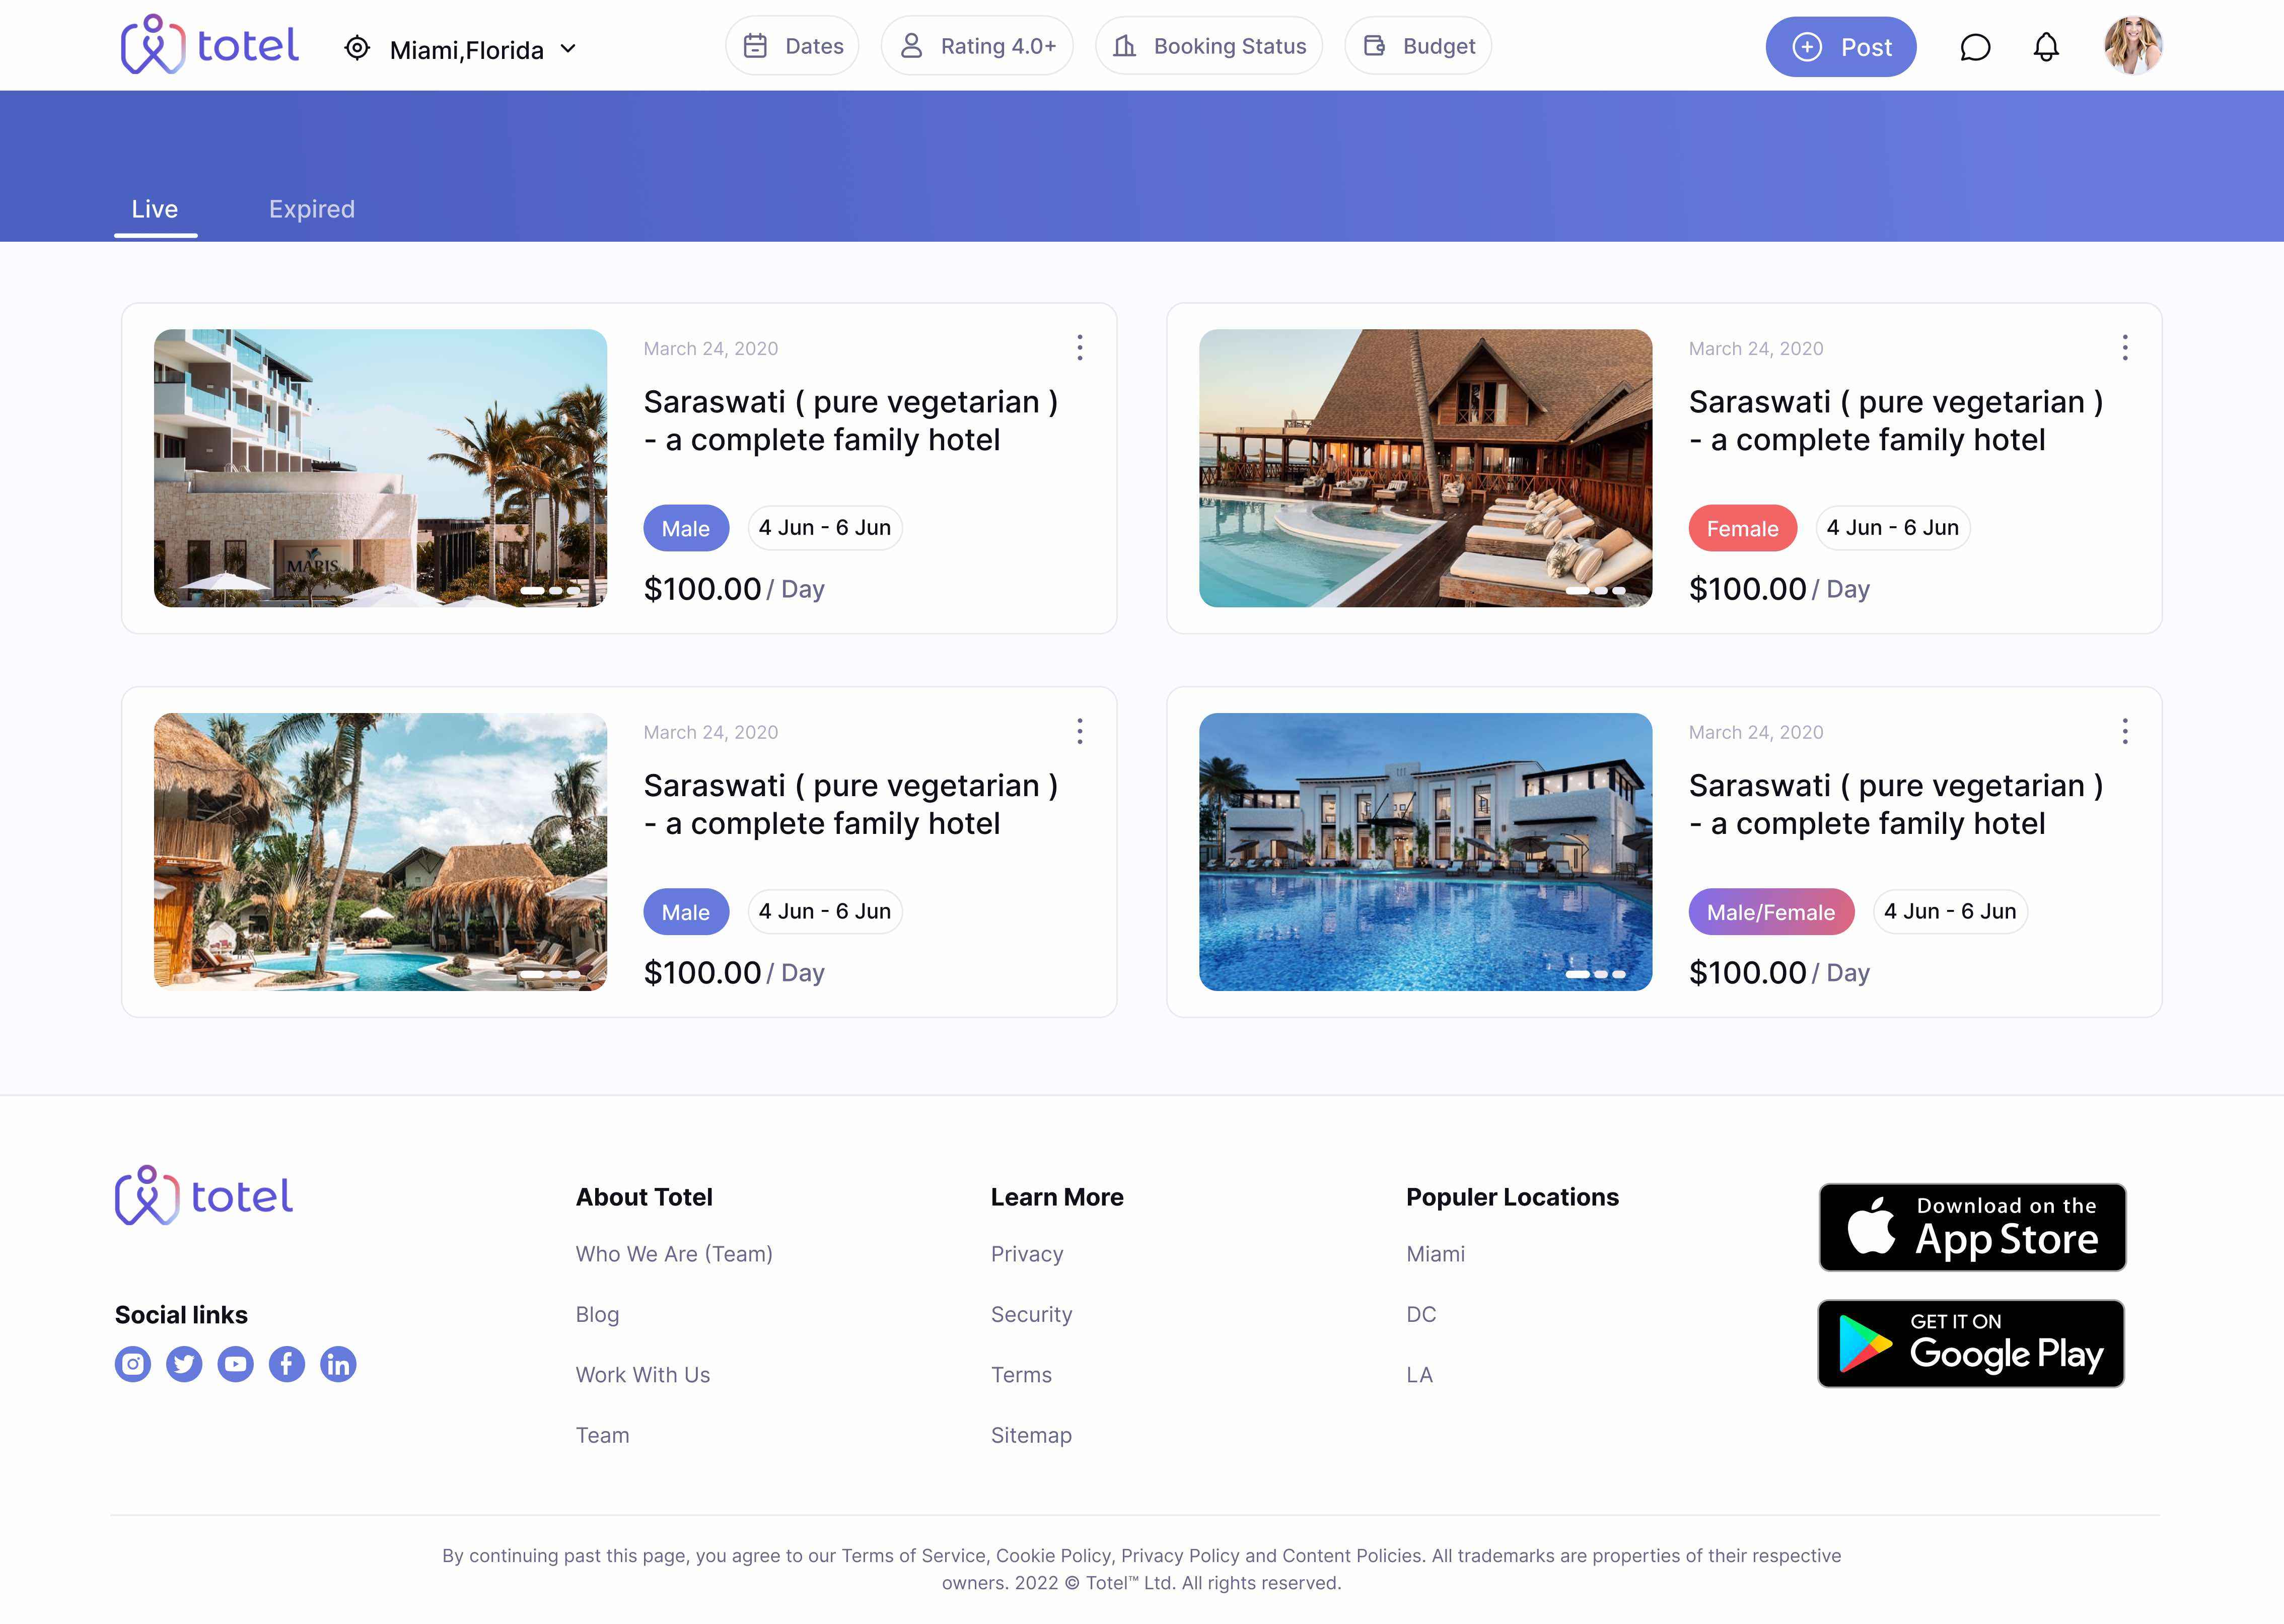 totel
Miami,Florida
Dates
Rating 4.0+
Booking Status
Budget
Post
Live
Expired
MARIS
March 24, 2020
Saraswati ( pure vegetarian )
- a complete family hotel
Male
4 Jun - 6 Jun
$100.00 / Day
March 24, 2020
Saraswati ( pure vegetarian )
- a complete family hotel
Female
4 Jun - 6 Jun
$100.00 / Day
March 24, 2020
Saraswati ( pure vegetarian )
- a complete family hotel
Male
4 Jun - 6 Jun
$100.00 / Day
March 24, 2020
Saraswati ( pure vegetarian )
- a complete family hotel
Male/Female
4 Jun - 6 Jun
$100.00 / Day
totel
Social links
About Totel
Who We Are (Team)
Blog
Work With Us
Team
Learn More
Privacy
Security
Terms
Sitemap
Populer Locations
Miami
DC
LA
Download on the
App Store
GET IT ON
Google Play
By continuing past this page, you agree to our Terms of Service, Cookie Policy, Privacy Policy and Content Policies. All trademarks are properties of their respective
owners. 2022 © Totel™ Ltd. All rights reserved.